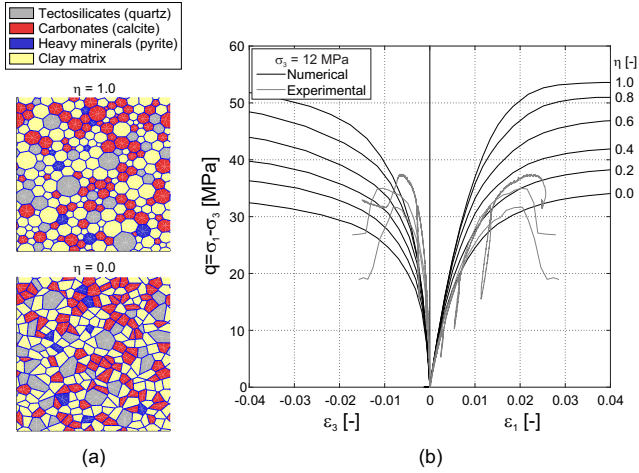 Tectosilicates (quartz)
Carbonates (calcite)
Heavy minerals (pyrite)
Clay matrix
η = 1.0
η = 0.0
(a)
σ₃ = 12 MPa
Numerical
Experimental
q=σ₁-σ₃ [MPa]
60
50
40
30
20
10
0
-0.04 -0.03 -0.02 -0.01 0 0.01 0.02 0.03 0.04
ε₃ [-] ε₁ [-]
η [-]
1.0
0.8
0.6
0.4
0.2
0.0
(b)